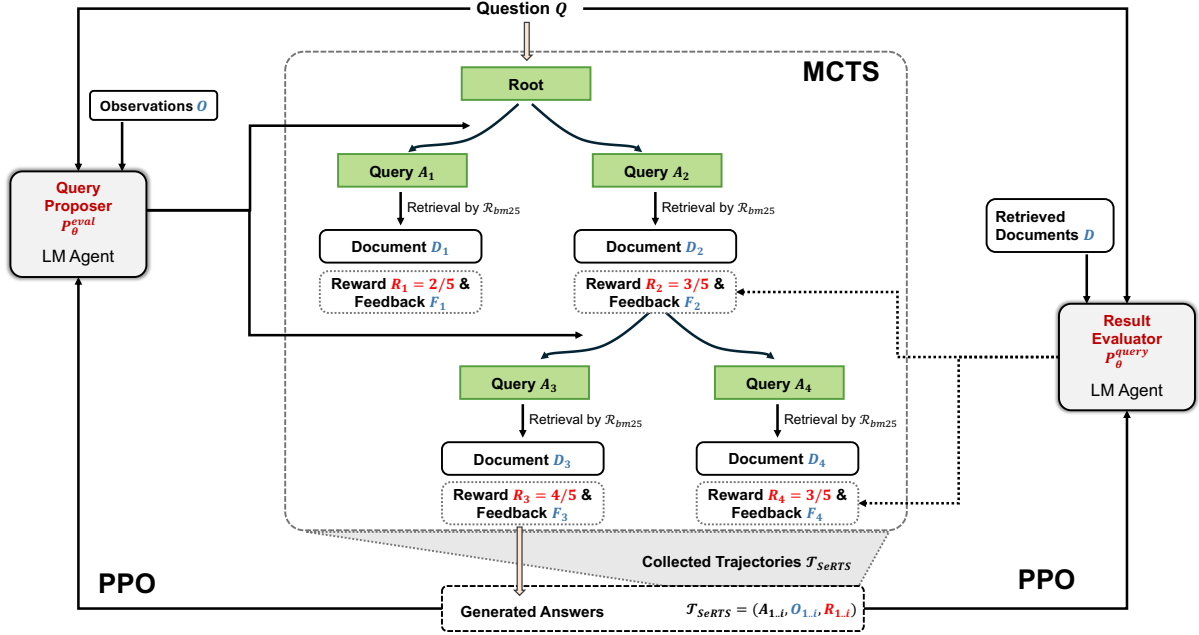 Question Q
MCTS
Root
Observations O
Query A₁
Query A₂
Query
Proposer
P_θ^eval
LM Agent
Retrieval by ℛ_bm25
Retrieval by ℛ_bm25
Retrieved
Documents D
Document D₁
Document D₂
Reward R₁ = 2/5 &
Feedback F₁
Reward R₂ = 3/5 &
Feedback F₂
Result
Evaluator
P_θ^query
LM Agent
Query A₃
Query A₄
Retrieval by ℛ_bm25
Retrieval by ℛ_bm25
Document D₃
Document D₄
Reward R₃ = 4/5 &
Feedback F₃
Reward R₄ = 3/5 &
Feedback F₄
Collected Trajectories 𝒯_SeRTS
PPO
PPO
Generated Answers
𝒯_SeRTS = (A₁..ᵢ, O₁..ᵢ, R₁..ᵢ)